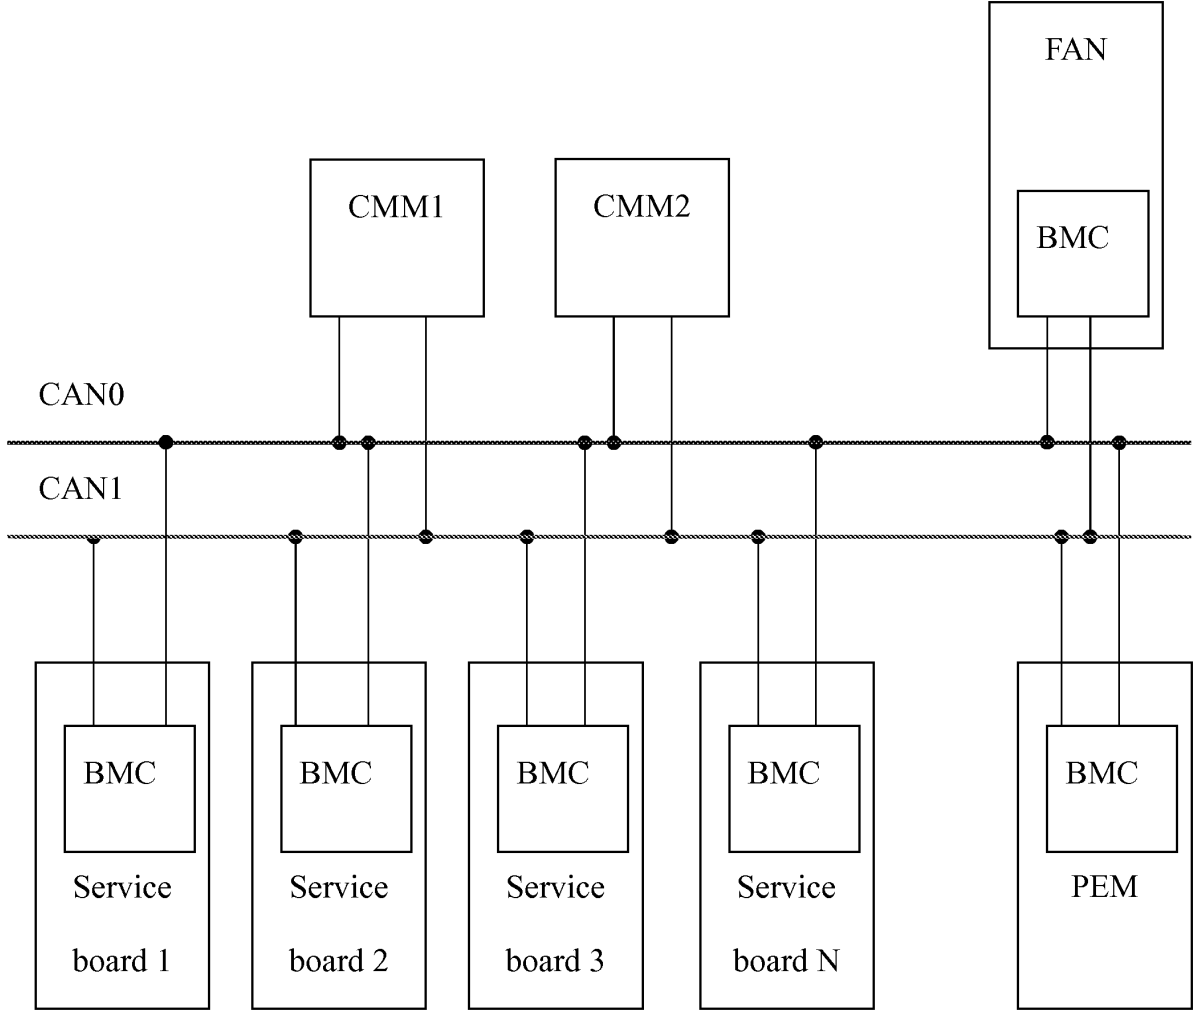 FAN
CMM1
CMM2
BMC
CAN0
CAN1
BMC
BMC
BMC
BMC
BMC
Service
board 1
Service
board 2
Service
board 3
Service
board N
PEM